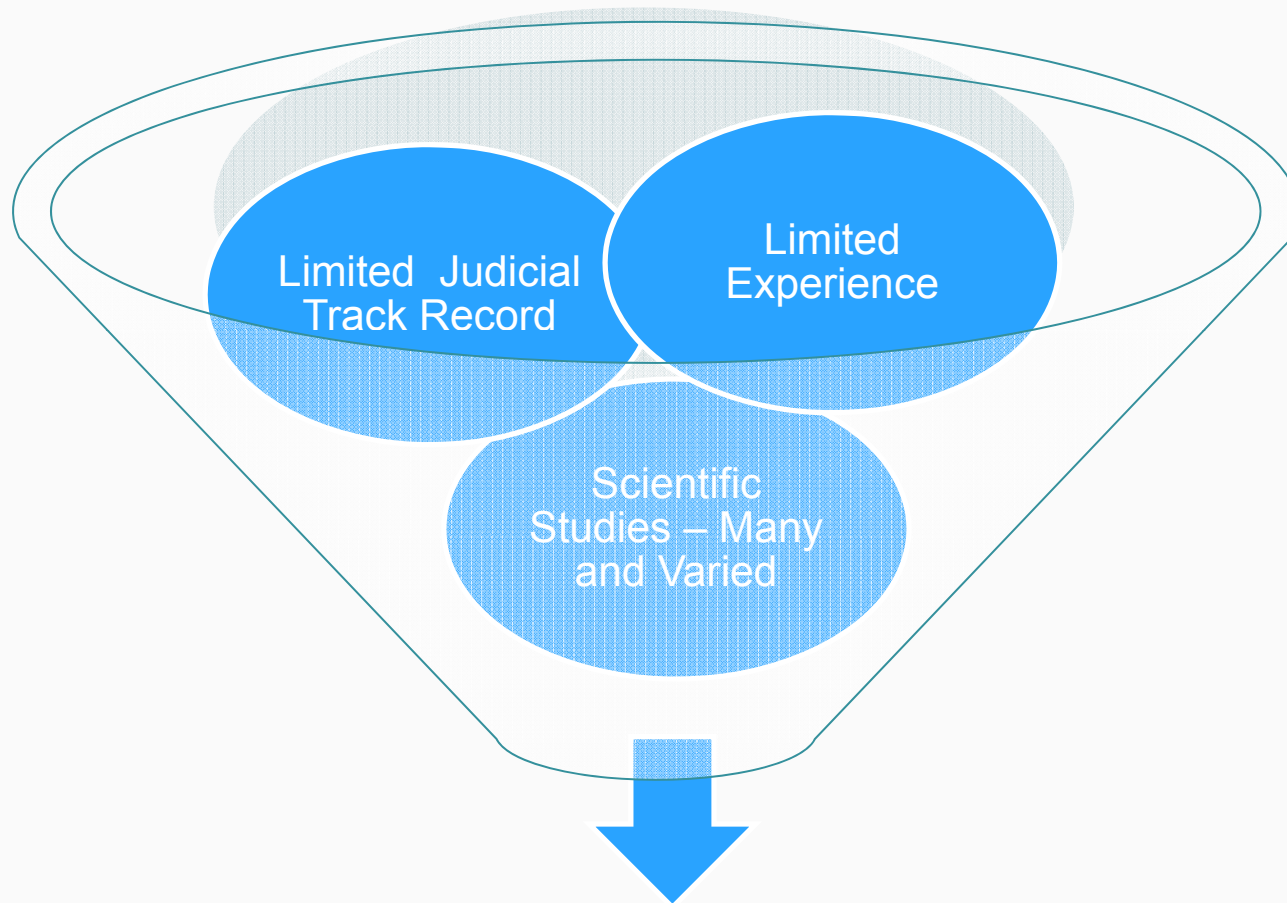 Limited  Judicial
Track Record
Limited
Experience
Scientific
Studies – Many
and Varied